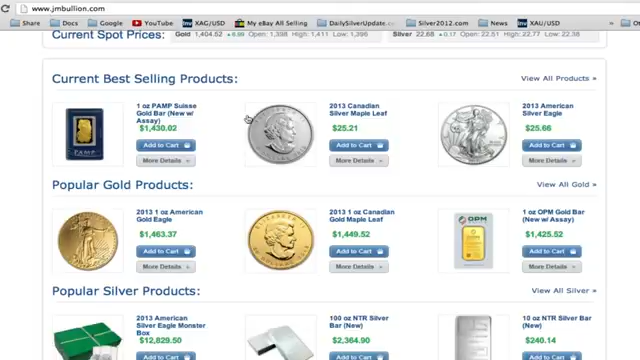 www.jmbullion.com
Docs Google YouTube XAG/USD My eBay All Selling DailySilverUpdate.c Silver2012.com News XAU/USD
Current Spot Prices: Gold 1,404.52 ▲ 6.60 Open: 1,398 High: 1,411 Low: 1,396 Silver 22.68 ▲ 0.17 Open: 22.51 High: 22.77 Low: 22.38
Current Best Selling Products: View All Products »
1 oz PAMP Suisse
Gold Bar (New w/
Assay)
$1,430.02
Add to Cart
More Details »
2013 Canadian
Silver Maple Leaf
$25.21
Add to Cart
More Details »
2013 American
Silver Eagle
$25.66
Add to Cart
More Details »
PAMP
Popular Gold Products: View All Gold »
2013 1 oz American
Gold Eagle
$1,463.37
Add to Cart
More Details »
2013 1 oz Canadian
Gold Maple Leaf
$1,449.52
Add to Cart
More Details »
OPM
1 oz OPM Gold Bar
(New w/ Assay)
$1,425.52
Add to Cart
More Details »
Popular Silver Products: View All Silver »
2013 American
Silver Eagle Monster
Box
$12,829.50
Add to Cart
100 oz NTR Silver
Bar (New)
$2,364.90
Add to Cart
10 oz NTR Silver
Bar (New)
$240.14
Add to Cart